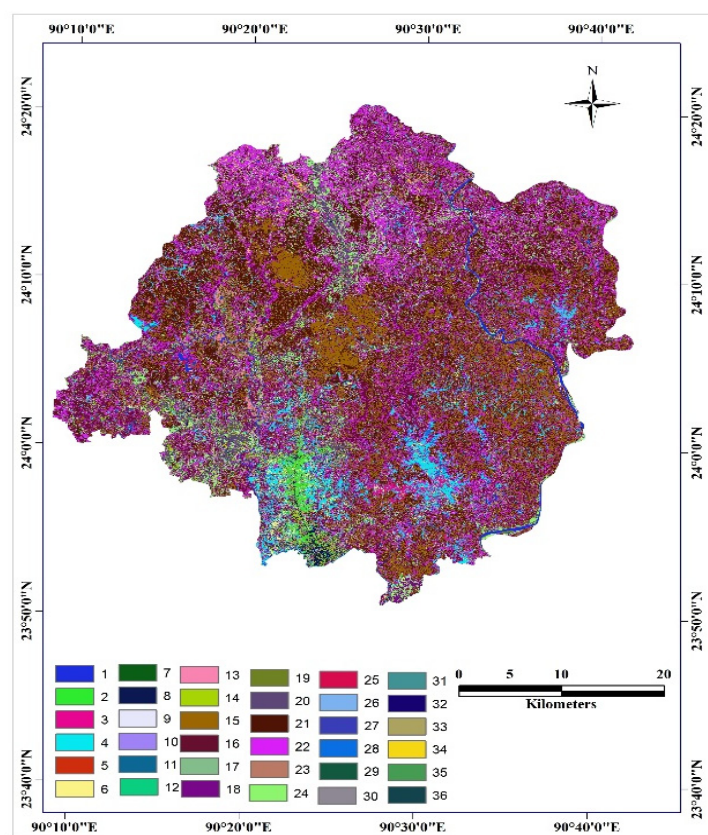 90°10'0"E 90°20'0"E 90°30'0"E 90°40'0"E
N
24°20'0"N 24°20'0"N
24°10'0"N 24°10'0"N
24°0'0"N 24°0'0"N
23°50'0"N 23°50'0"N
1 7 13 19 25 31
2 8 14 20 26 32
3 9 15 21 27 33
4 10 16 22 28 34
5 11 17 23 29 35
6 12 18 24 30 36
0 5 10 20
Kilometers
23°40'0"N 23°40'0"N
90°10'0"E 90°20'0"E 90°30'0"E 90°40'0"E